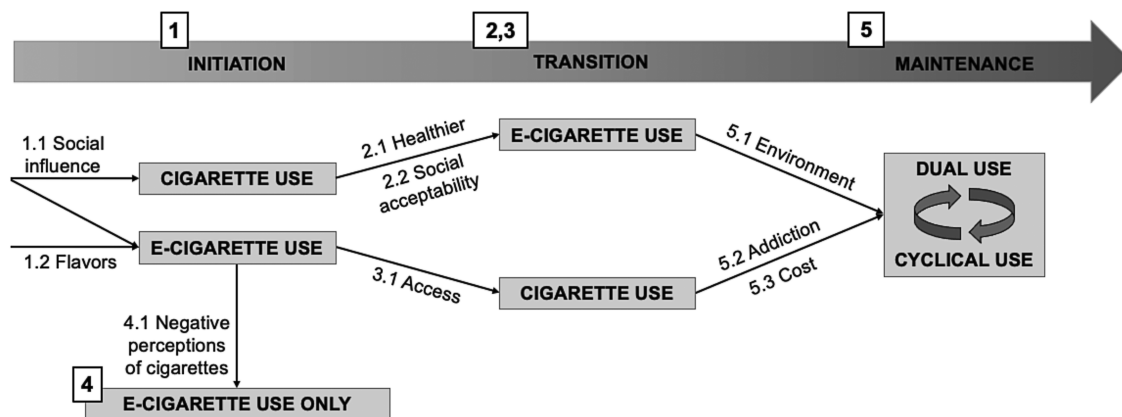 1
2,3
5
INITIATION
TRANSITION
MAINTENANCE
1.1 Social
influence
CIGARETTE USE
2.1 Healthier
2.2 Social
acceptability
E-CIGARETTE USE
5.1 Environment
DUAL USE
CYCLICAL USE
1.2 Flavors
E-CIGARETTE USE
3.1 Access
CIGARETTE USE
5.2 Addiction
5.3 Cost
4.1 Negative
perceptions
of cigarettes
4
E-CIGARETTE USE ONLY